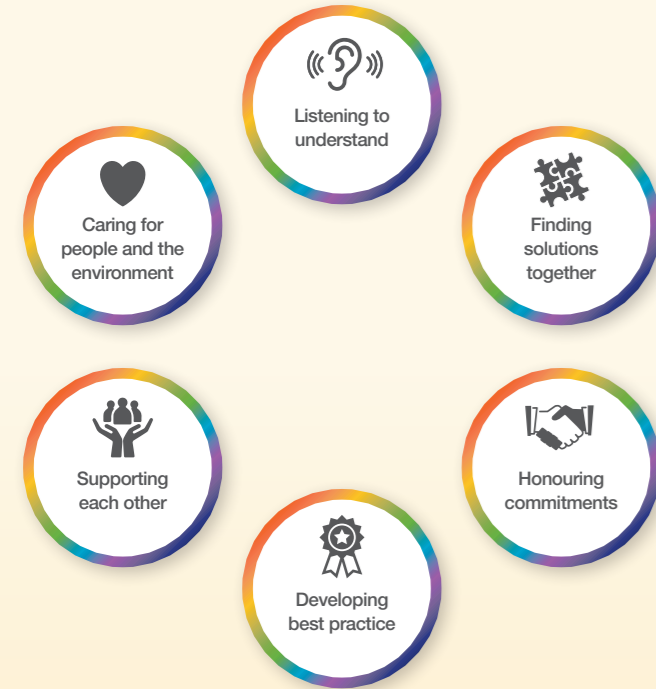 Listening to
understand
Caring for
people and the
environment
Finding
solutions
together
Supporting
each other
Honouring
commitments
Developing
best practice